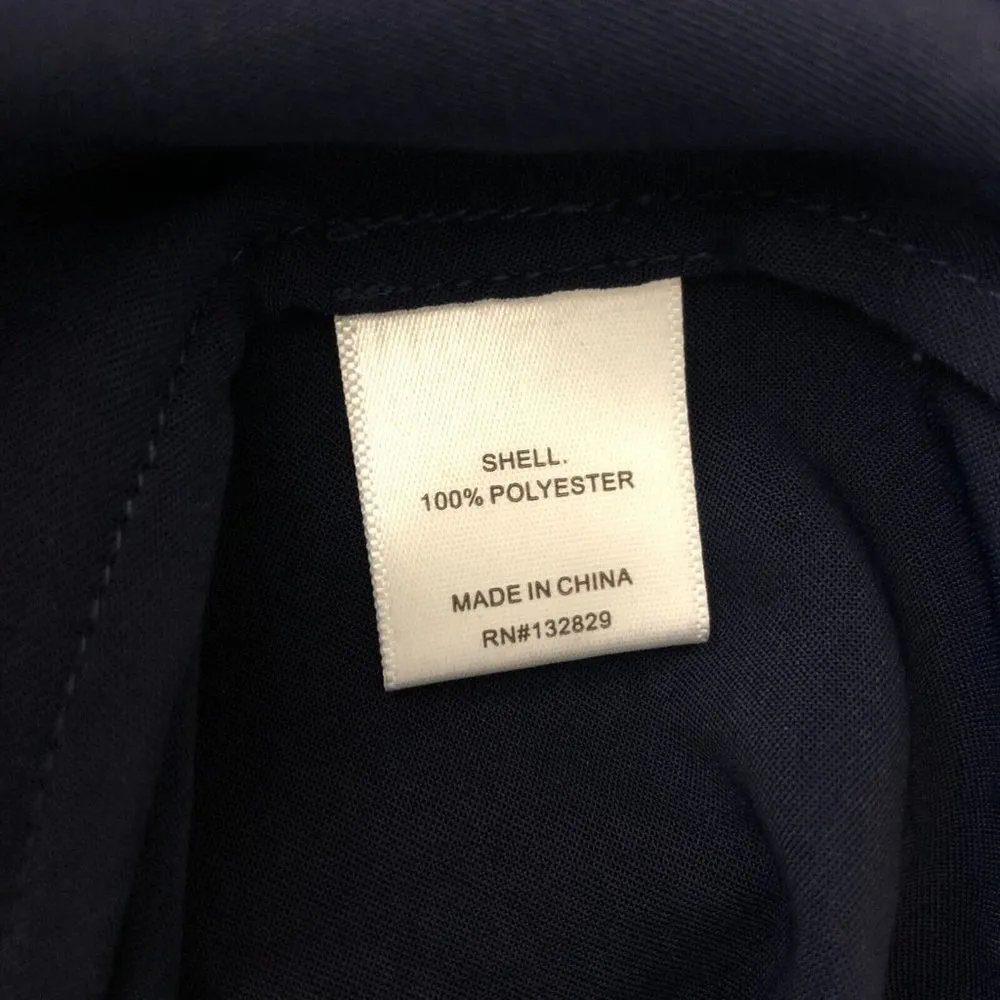 SHELL.
100% POLYESTER
MADE IN CHINA
RN#132829